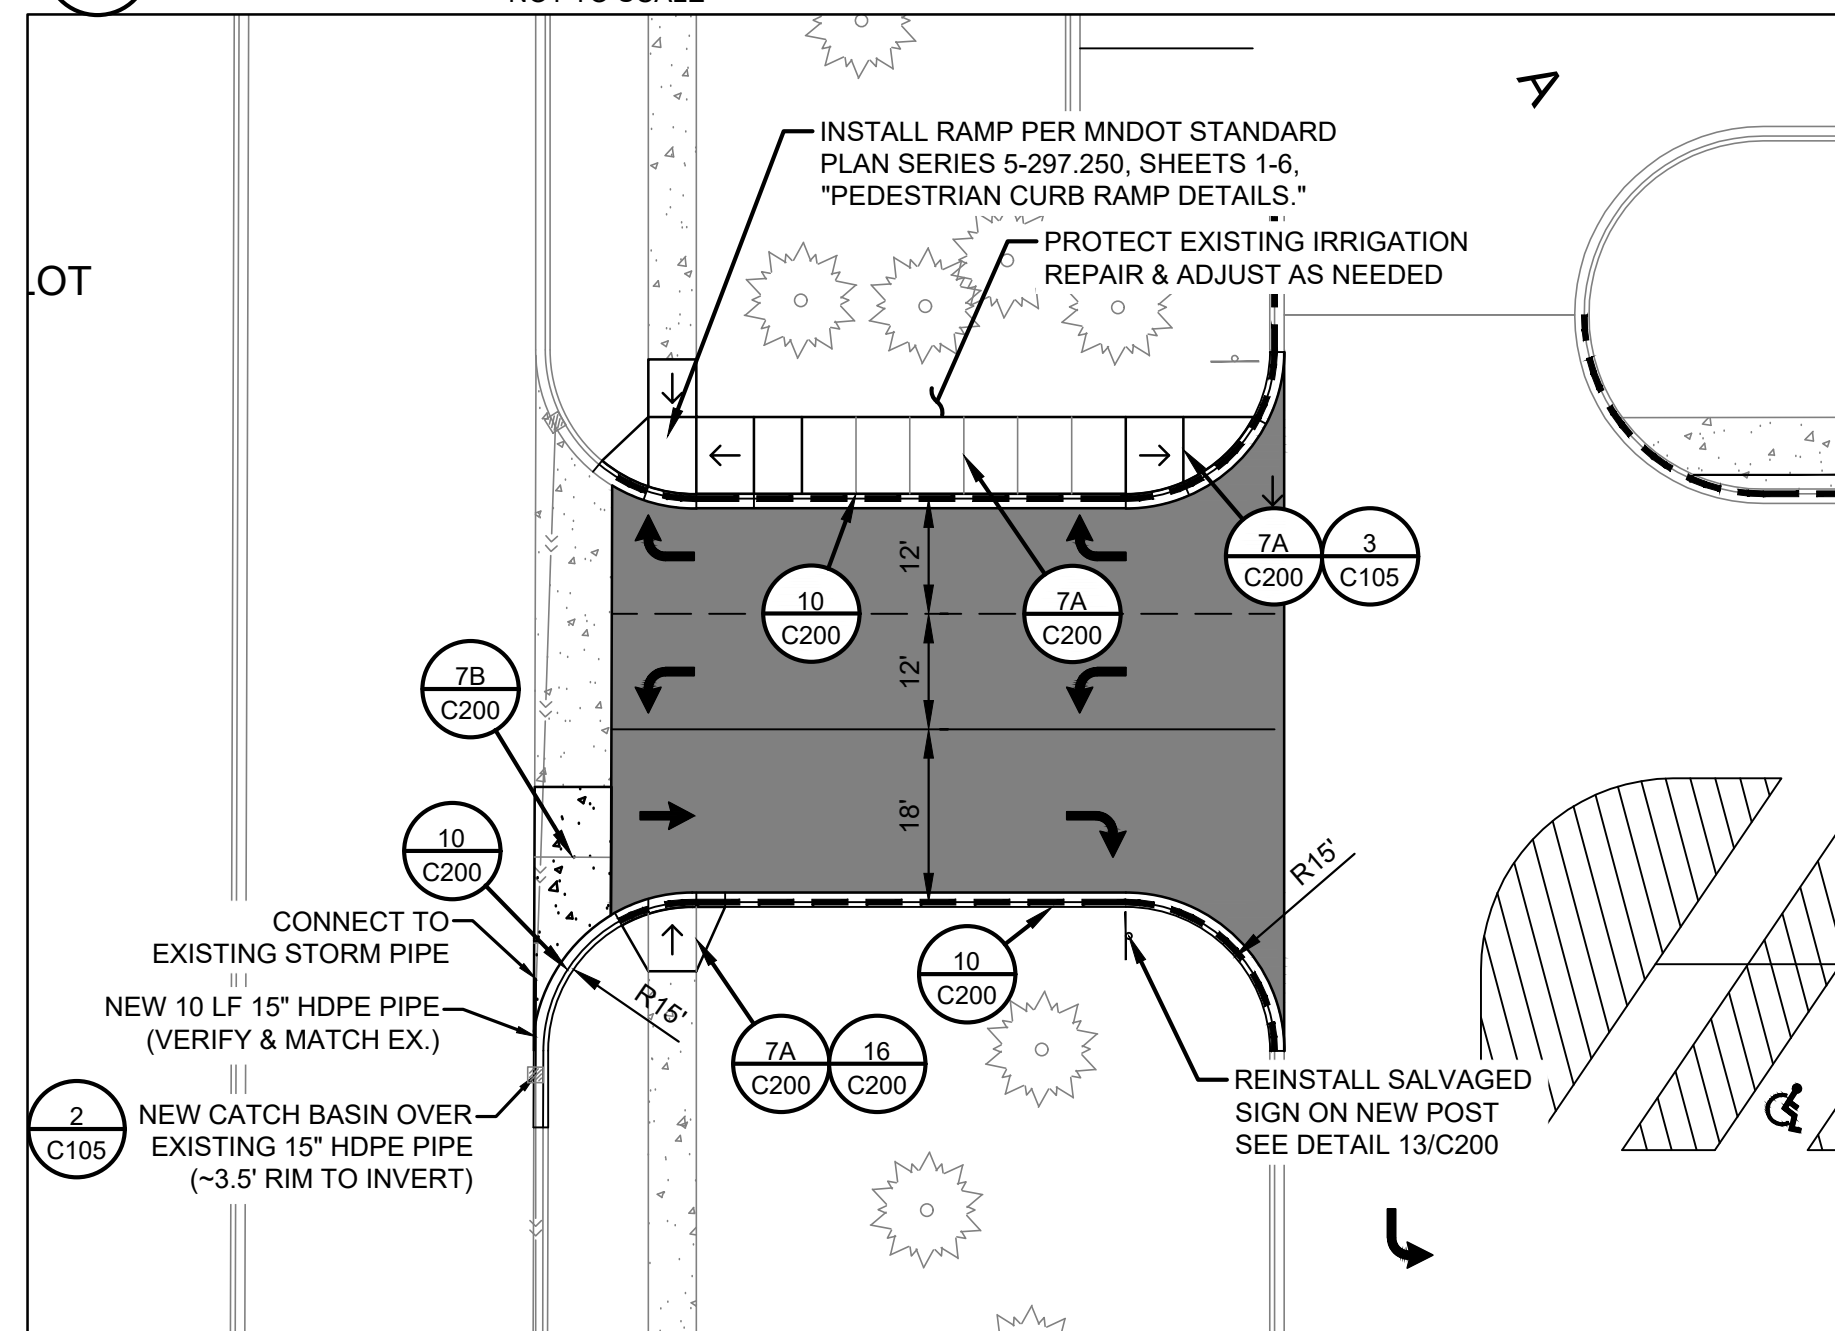 NOT TO SCALE
A
INSTALL RAMP PER MNDOT STANDARD
PLAN SERIES 5-297.250, SHEETS 1-6,
"PEDESTRIAN CURB RAMP DETAILS."
PROTECT EXISTING IRRIGATION
REPAIR & ADJUST AS NEEDED
LOT
12'
7A
C200
3
C105
10
C200
7A
C200
12'
7B
C200
18'
10
C200
R15'
CONNECT TO
EXISTING STORM PIPE
10
C200
NEW 10 LF 15" HDPE PIPE
(VERIFY & MATCH EX.)
R15'
7A
C200
16
C200
REINSTALL SALVAGED
SIGN ON NEW POST
SEE DETAIL 13/C200
2
C105
NEW CATCH BASIN OVER
EXISTING 15" HDPE PIPE
(~3.5' RIM TO INVERT)